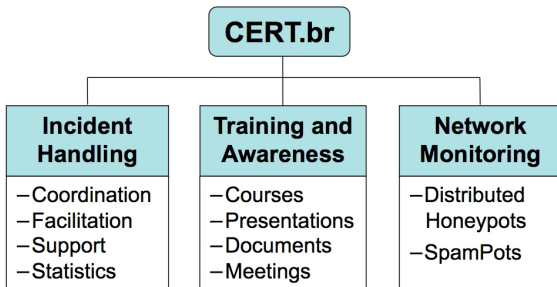 CERT.br
Incident
Handling
–Coordination
–Facilitation
–Support
–Statistics
Training and
Awareness
–Courses
–Presentations
–Documents
–Meetings
Network
Monitoring
–Distributed
Honeypots
–SpamPots